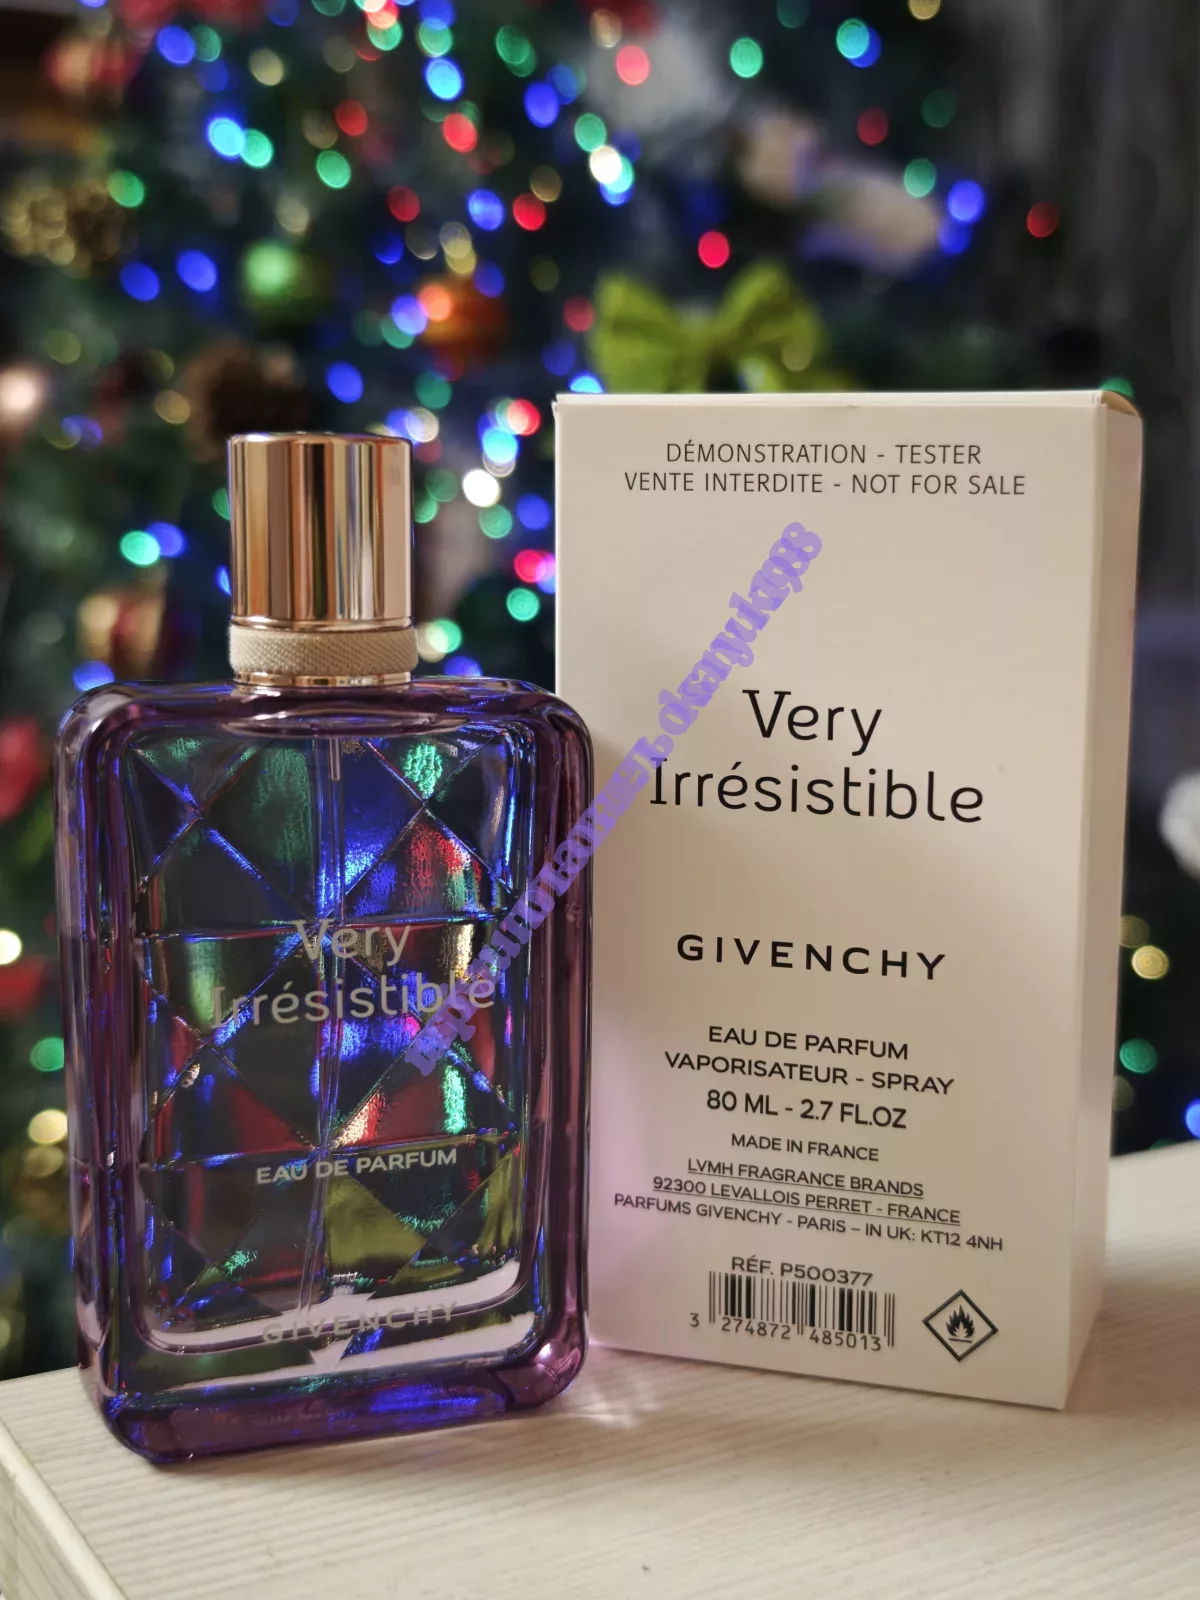 DÉMONSTRATION - TESTER
VENTE INTERDITE - NOT FOR SALE
Very
Irrésistible
GIVENCHY
EAU DE PARFUM
VAPORISATEUR - SPRAY
80 ML - 2.7 FL.OZ
MADE IN FRANCE
LVMH FRAGRANCE BRANDS
92300 LEVALLOIS PERRET - FRANCE
PARFUMS GIVENCHY - PARIS – IN UK: KT12 4NH
RÉF. P500377
3 274872 485013
Very
Irrésistible
EAU DE PARFUM
GIVENCHY